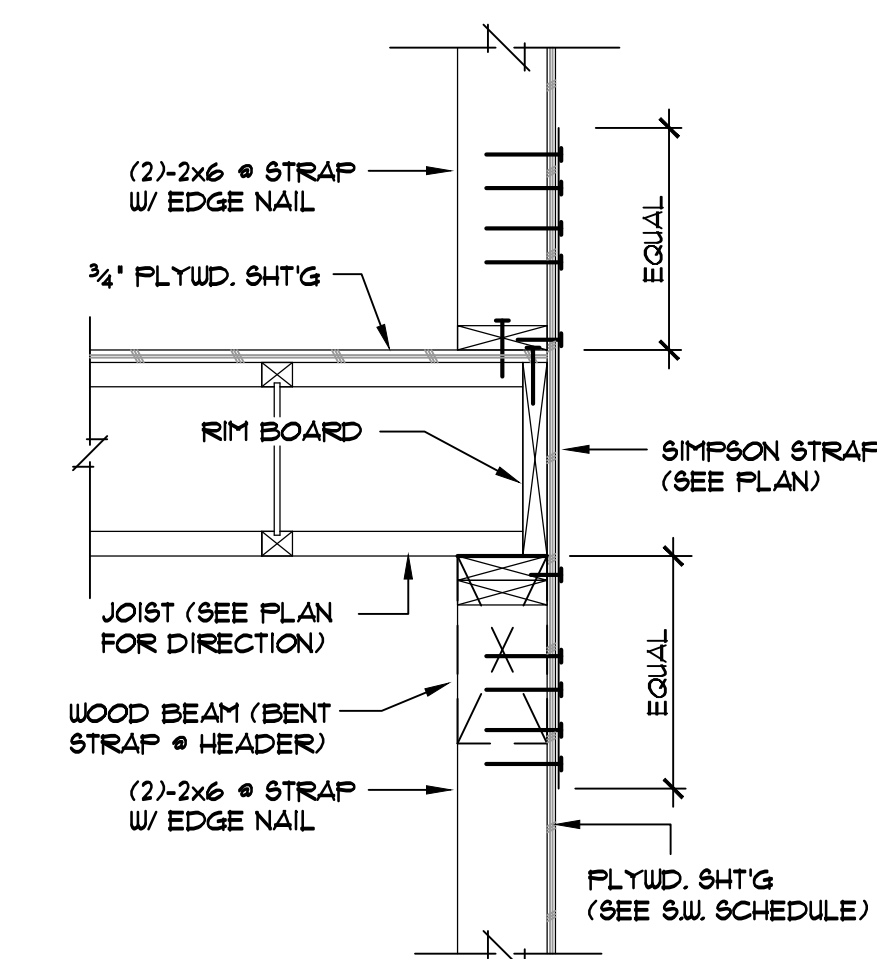 (2)-2x6 @ STRAP
W/ EDGE NAIL
3/4" PLYWD. SHT'G
EQUAL
RIM BOARD
SIMPSON STRAP
(SEE PLAN)
JOIST (SEE PLAN
FOR DIRECTION)
EQUAL
WOOD BEAM (BENT
STRAP @ HEADER)
(2)-2x6 @ STRAP
W/ EDGE NAIL
PLYWD. SHT'G
(SEE S.W. SCHEDULE)